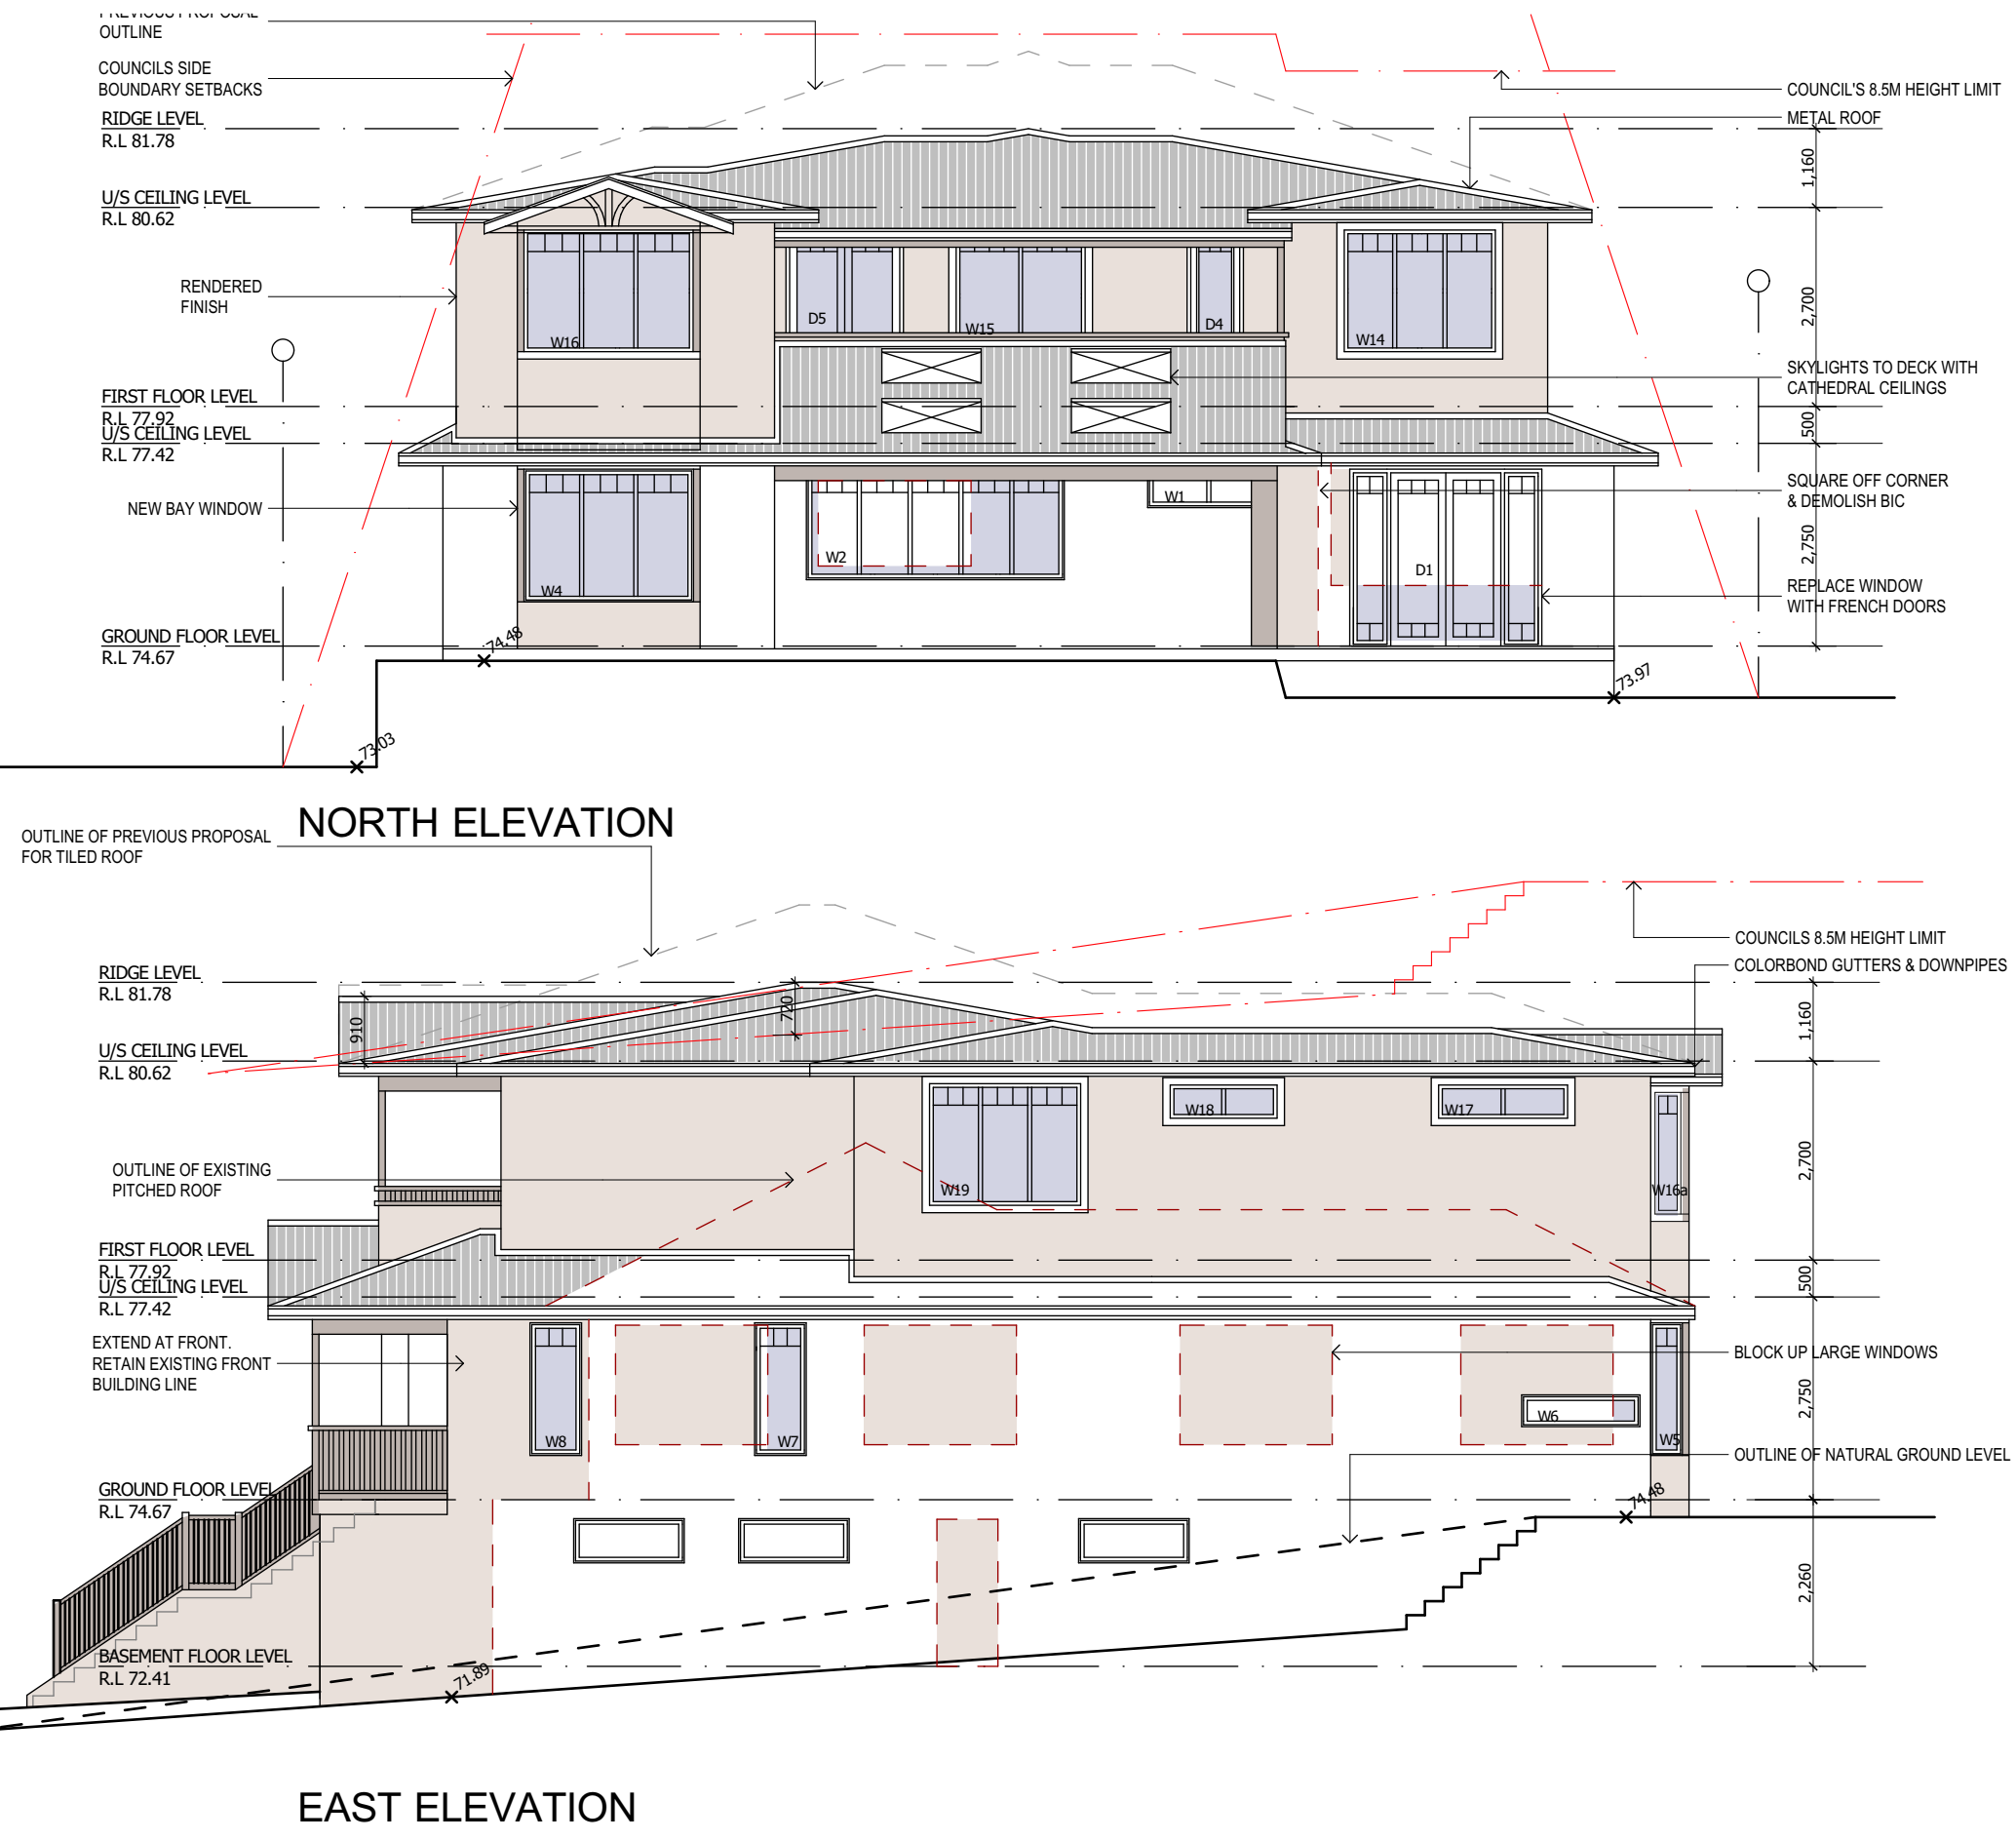 OUTLINE
COUNCILS SIDE
BOUNDARY SETBACKS
RIDGE LEVEL
R.L 81.78
U/S CEILING LEVEL
R.L 80.62
RENDERED
FINISH
FIRST FLOOR LEVEL
R.L 77.92
U/S CEILING LEVEL
R.L 77.42
NEW BAY WINDOW
GROUND FLOOR LEVEL
R.L 74.67
COUNCIL'S 8.5M HEIGHT LIMIT
METAL ROOF
1,160
2,700
SKYLIGHTS TO DECK WITH
CATHEDRAL CEILINGS
500
SQUARE OFF CORNER
& DEMOLISH BIC
2,750
REPLACE WINDOW
WITH FRENCH DOORS
W16
D5
W15
D4
W14
W4
W2
W1
D1
74.48
73.97
73.03
NORTH ELEVATION
OUTLINE OF PREVIOUS PROPOSAL
FOR TILED ROOF
RIDGE LEVEL
R.L 81.78
U/S CEILING LEVEL
R.L 80.62
OUTLINE OF EXISTING
PITCHED ROOF
FIRST FLOOR LEVEL
R.L 77.92
U/S CEILING LEVEL
R.L 77.42
EXTEND AT FRONT.
RETAIN EXISTING FRONT
BUILDING LINE
GROUND FLOOR LEVEL
R.L 74.67
BASEMENT FLOOR LEVEL
R.L 72.41
COUNCILS 8.5M HEIGHT LIMIT
COLORBOND GUTTERS & DOWNPIPES
1,160
2,700
500
BLOCK UP LARGE WINDOWS
2,750
OUTLINE OF NATURAL GROUND LEVEL
2,260
910
720
W19
W18
W17
W16a
W8
W7
W6
W5
74.48
71.89
EAST ELEVATION